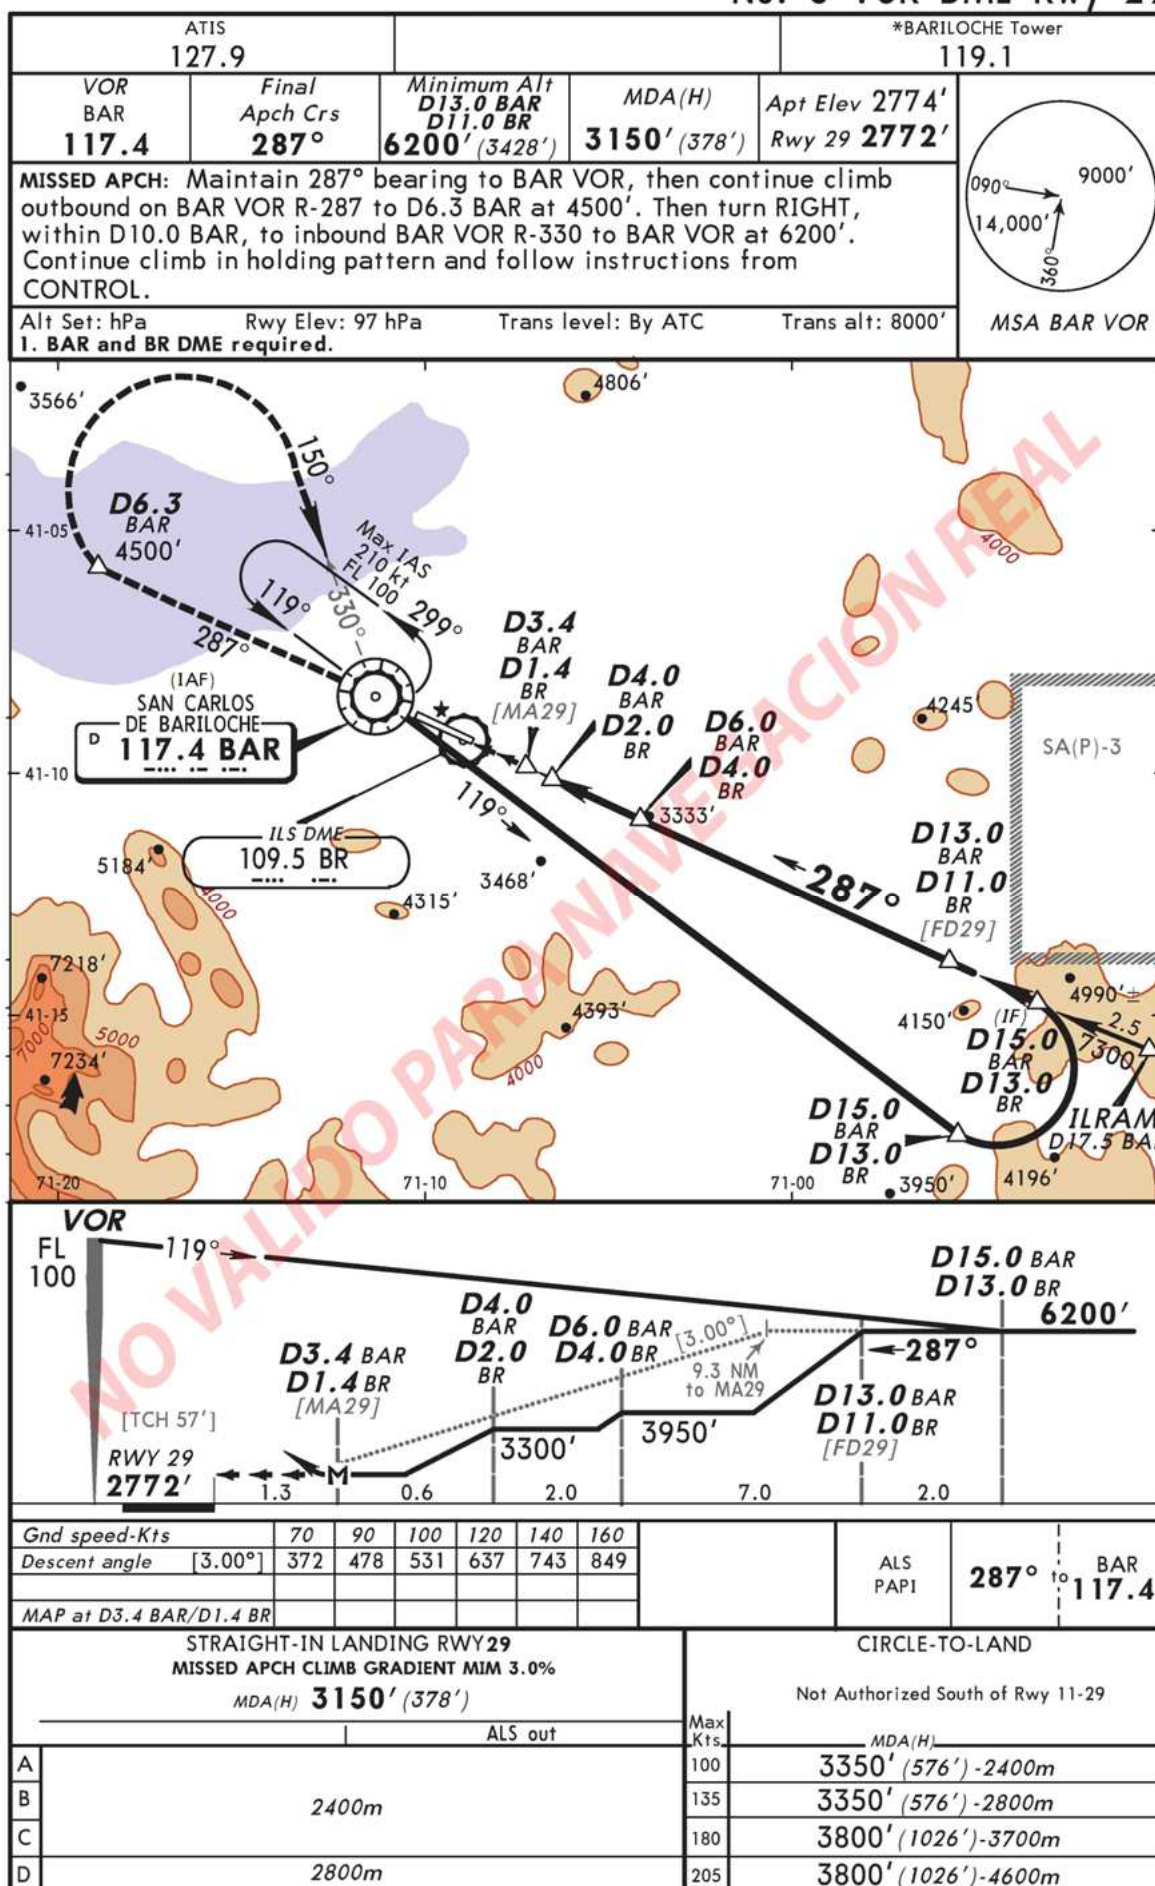 ATIS
127.9
*BARILOCHE Tower
119.1
VOR
BAR
117.4
Final
Apch Crs
287°
Minimum Alt
D13.0 BAR
D11.0 BR
6200' (3428')
MDA(H)
3150' (378')
Apt Elev 2774'
Rwy 29 2772'
MISSED APCH: Maintain 287° bearing to BAR VOR, then continue climb
outbound on BAR VOR R-287 to D6.3 BAR at 4500'. Then turn RIGHT,
within D10.0 BAR, to inbound BAR VOR R-330 to BAR VOR at 6200'.
Continue climb in holding pattern and follow instructions from
CONTROL.
Alt Set: hPa Rwy Elev: 97 hPa Trans level: By ATC Trans alt: 8000'
1. BAR and BR DME required.
090°
9000'
14,000'
360°
MSA BAR VOR
3566'
4806'
150°
D6.3
BAR
4500'
41-05
Max IAS
210 kt
FL 100
4000
119°
330°
299°
287°
D3.4
BAR
D1.4
BR
[MA29]
D4.0
BAR
D2.0
BR
D6.0
BAR
D4.0
BR
(IAF)
SAN CARLOS
DE BARILOCHE
D 117.4 BAR
4245'
SA(P)-3
41-10
119°
3333'
ILS DME
109.5 BR
D13.0
BAR
D11.0
BR
[FD29]
287°
5184'
4000
3468'
4315'
7218'
4990'±
41-15
4393'
4150'
(IF)
D15.0
BAR
D13.0
BR
2.5
7300
7000
5000
7234'
4000
D15.0
BAR
D13.0
BR
ILRAM
D17.5 BA
4196'
3950'
71-20
71-10
71-00
NO VALIDO PARA NAVEGACION REAL
VOR
FL
100
119°
D15.0 BAR
D13.0 BR
6200'
D4.0
BAR
D2.0
BR
D6.0 BAR
D4.0 BR
[3.00°]
9.3 NM
to MA29
287°
D3.4 BAR
D1.4 BR
[MA29]
D13.0 BAR
D11.0 BR
[FD29]
[TCH 57']
RWY 29
2772'
M
3300'
3950'
1.3 0.6 2.0 7.0 2.0
Gnd speed-Kts 70 90 100 120 140 160
Descent angle [3.00°] 372 478 531 637 743 849
MAP at D3.4 BAR/D1.4 BR
ALS
PAPI
287° to BAR
117.4
STRAIGHT-IN LANDING RWY 29
MISSED APCH CLIMB GRADIENT MIM 3.0%
MDA(H) 3150' (378')
ALS out
A
B
C
D
2400m
2800m
CIRCLE-TO-LAND
Not Authorized South of Rwy 11-29
Max
Kts
MDA(H)
100 3350' (576') -2400m
135 3350' (576') -2800m
180 3800' (1026')-3700m
205 3800' (1026')-4600m